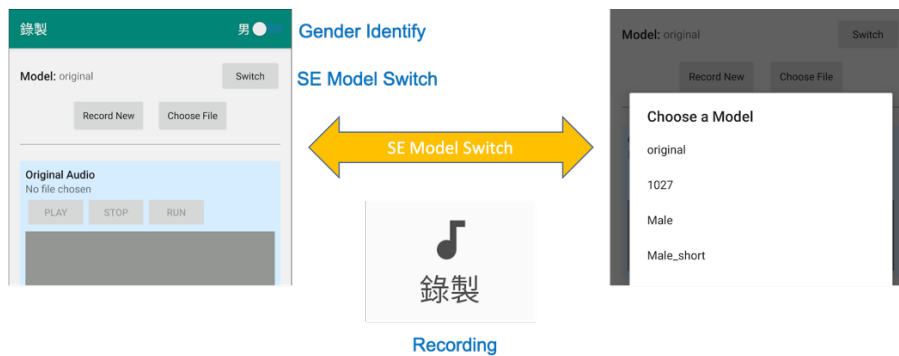 錄製
男
Gender Identify
Model: original
Switch
SE Model Switch
Record New
Choose File
Original Audio
No file chosen
PLAY
STOP
RUN
SE Model Switch
錄製
Recording
Model: original
Switch
Record New
Choose File
Choose a Model
original
1027
Male
Male_short